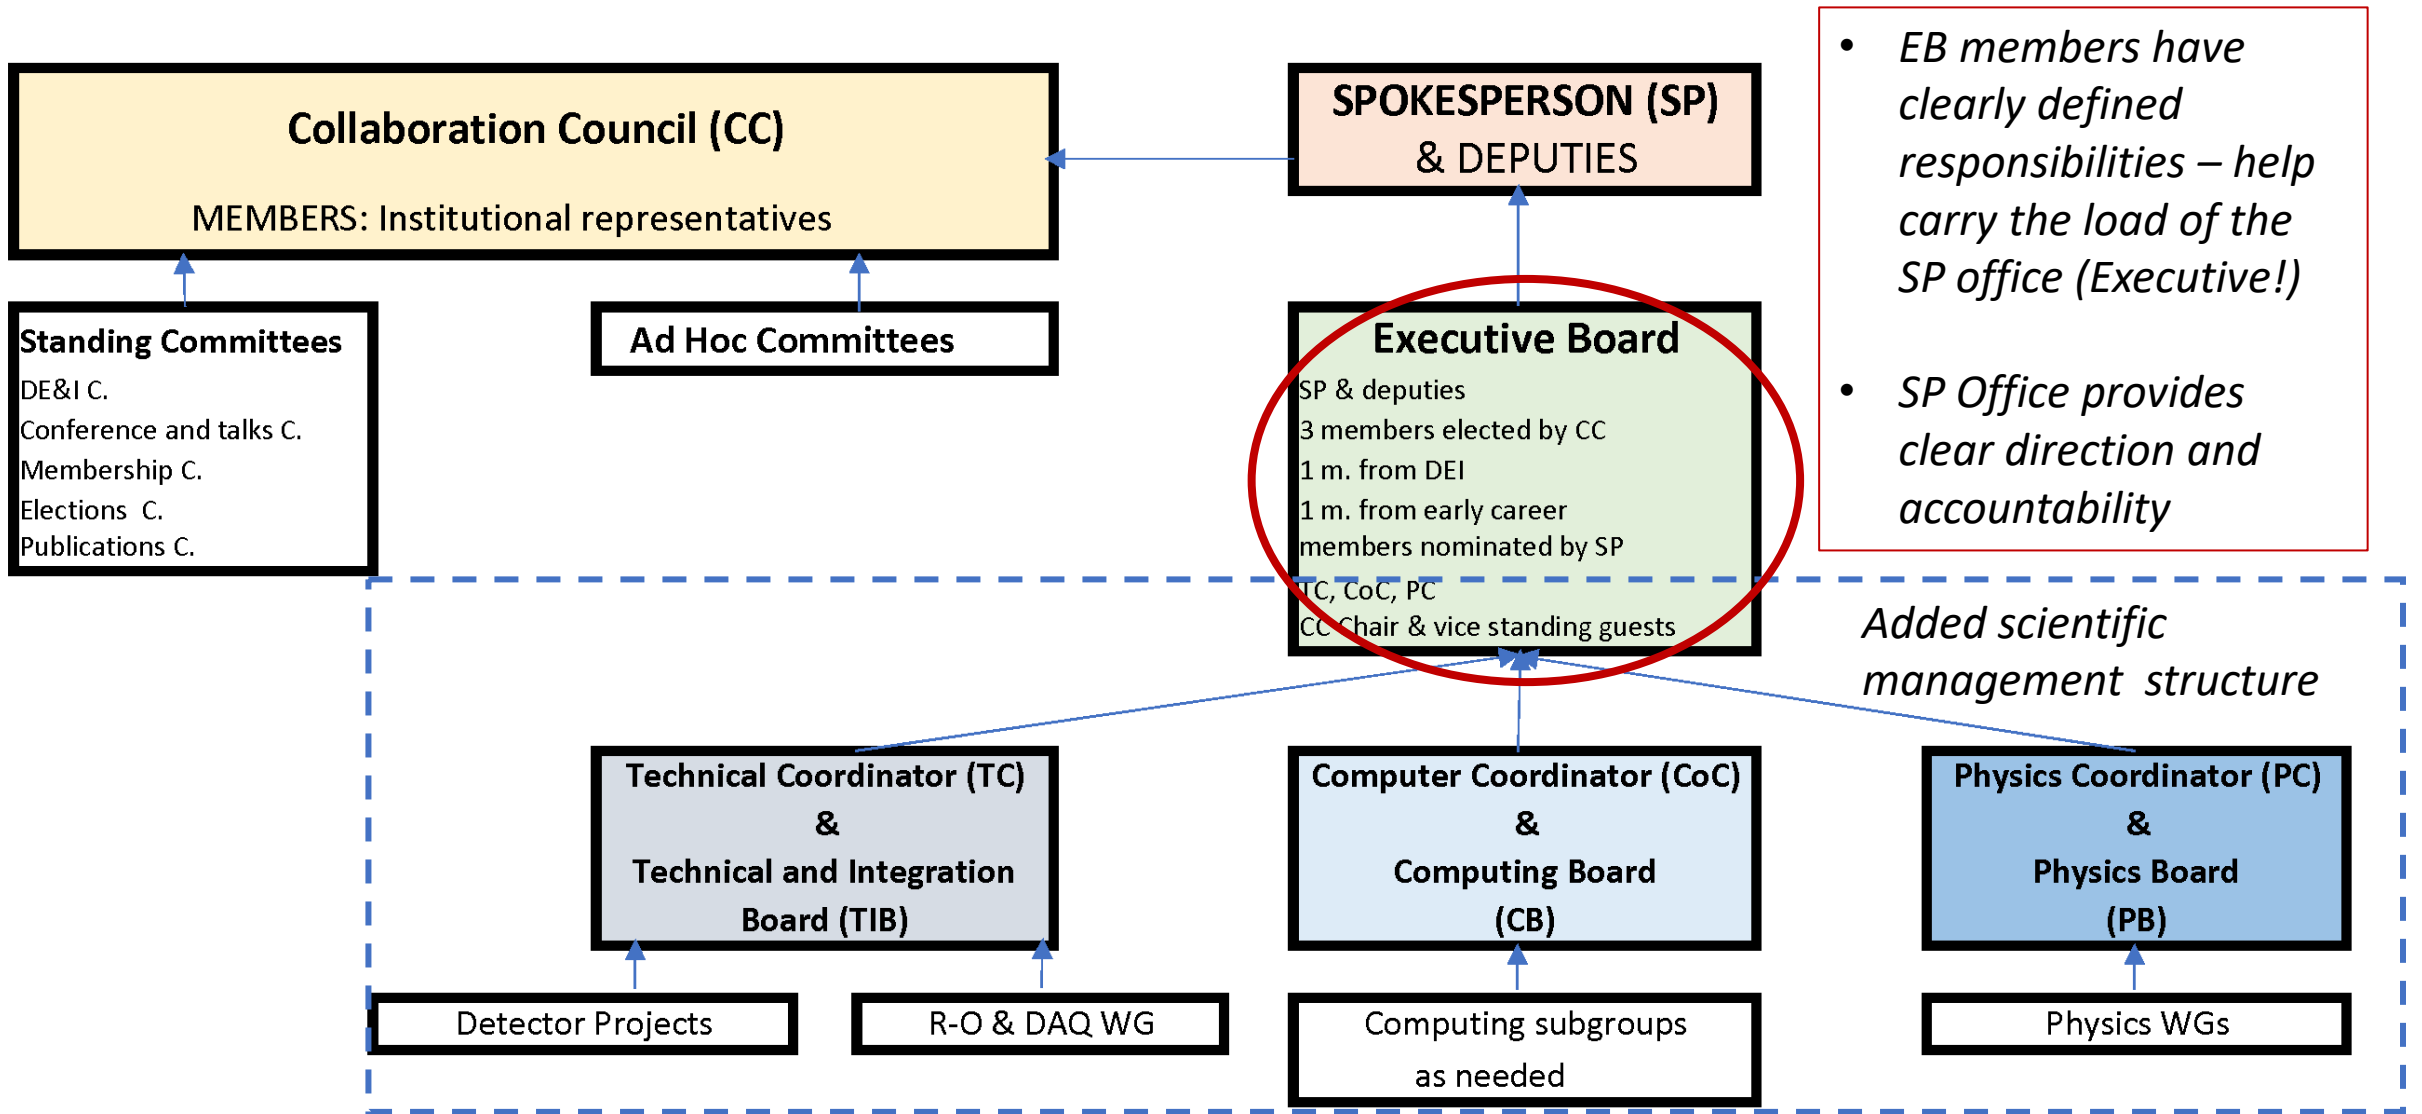 Collaboration Council (CC)
MEMBERS: Institutional representatives
SPOKESPERSON (SP)
& DEPUTIES
• EB members have
clearly defined
responsibilities – help
carry the load of the
SP office (Executive!)
• SP Office provides
clear direction and
accountability
Standing Committees
DE&I C.
Conference and talks C.
Membership C.
Elections  C.
Publications C.
Ad Hoc Committees
Executive Board
SP & deputies
3 members elected by CC
1 m. from DEI
1 m. from early career
members nominated by SP
TC, CoC, PC
CC Chair & vice standing guests
Added scientific
management  structure
Technical Coordinator (TC)
&
Technical and Integration
Board (TIB)
Computer Coordinator (CoC)
&
Computing Board
(CB)
Physics Coordinator (PC)
&
Physics Board
(PB)
Detector Projects
R-O & DAQ WG
Computing subgroups
as needed
Physics WGs